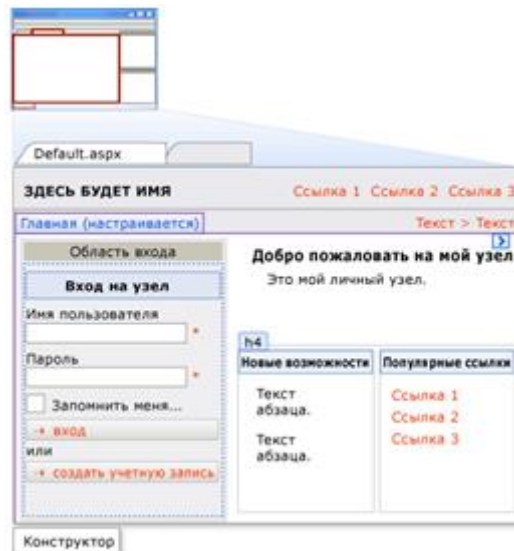 Default.aspx
ЗДЕСЬ БУДЕТ ИМЯ
Ссылка 1 Ссылка 2 Ссылка 3
Главная (настраивается)
Текст > Текст
Область входа
Вход на узел
Имя пользователя
*
Пароль
*
Запомнить меня...
→ вход
или
→ создать учетную запись
Добро пожаловать на мой узел
Это мой личный узел.
h4
Новые возможности
Текст
абзаца.
Текст
абзаца.
Популярные ссылки
Ссылка 1
Ссылка 2
Ссылка 3
Конструктор